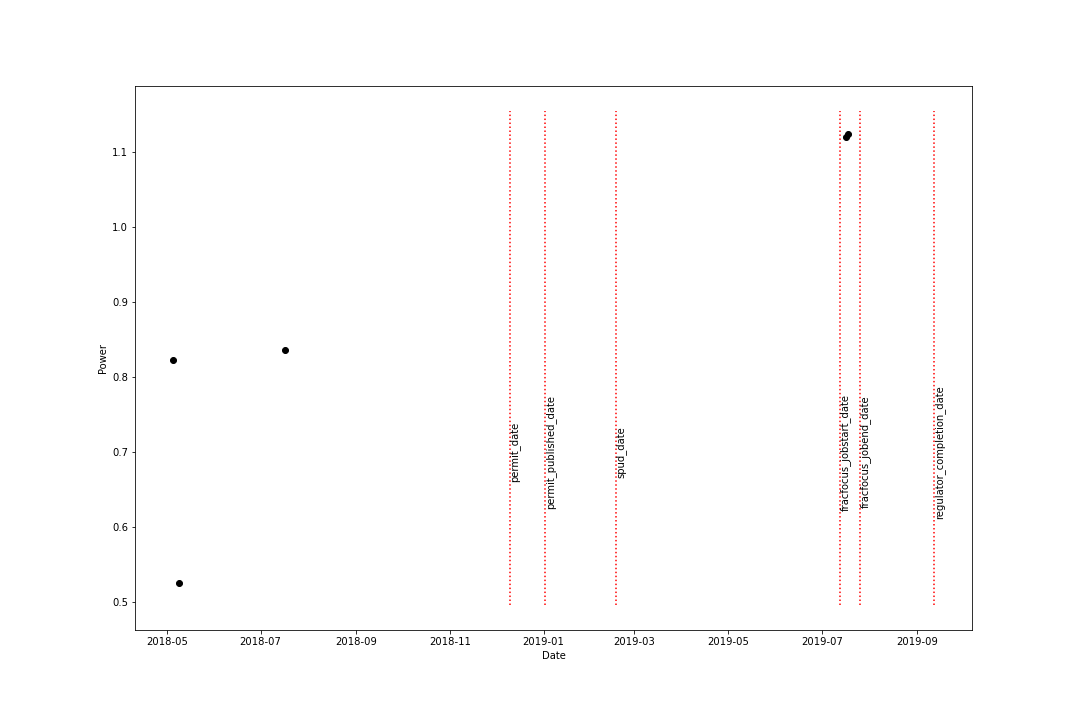 1.1
1.0
0.9
0.8
0.7
0.6
0.5
Power
permit_date
permit_published_date
spud_date
fracfocus_jobstart_date
fracfocus_jobend_date
regulator_completion_date
2018-05
2018-07
2018-09
2018-11
2019-01
2019-03
2019-05
2019-07
2019-09
Date